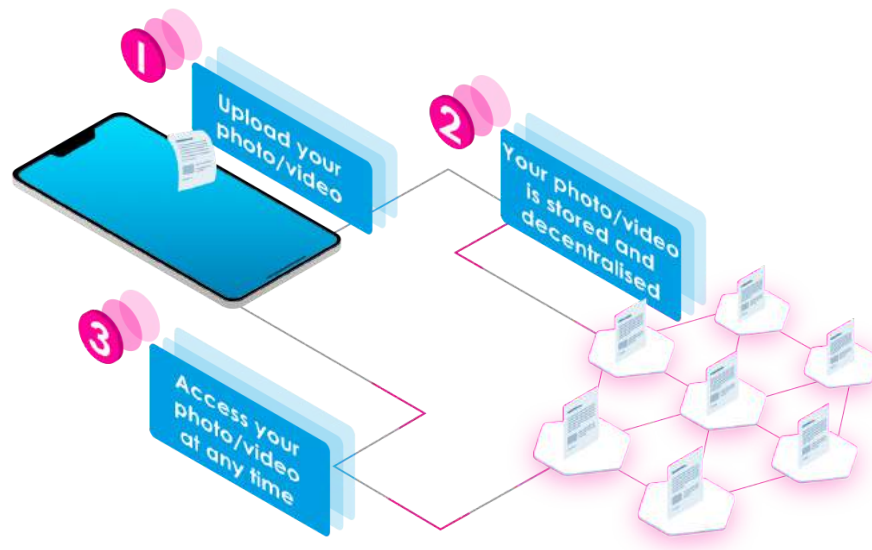 1
Upload your
photo/video
2
Your photo/video
is stored and
decentralised
3
Access your
photo/video
at any time